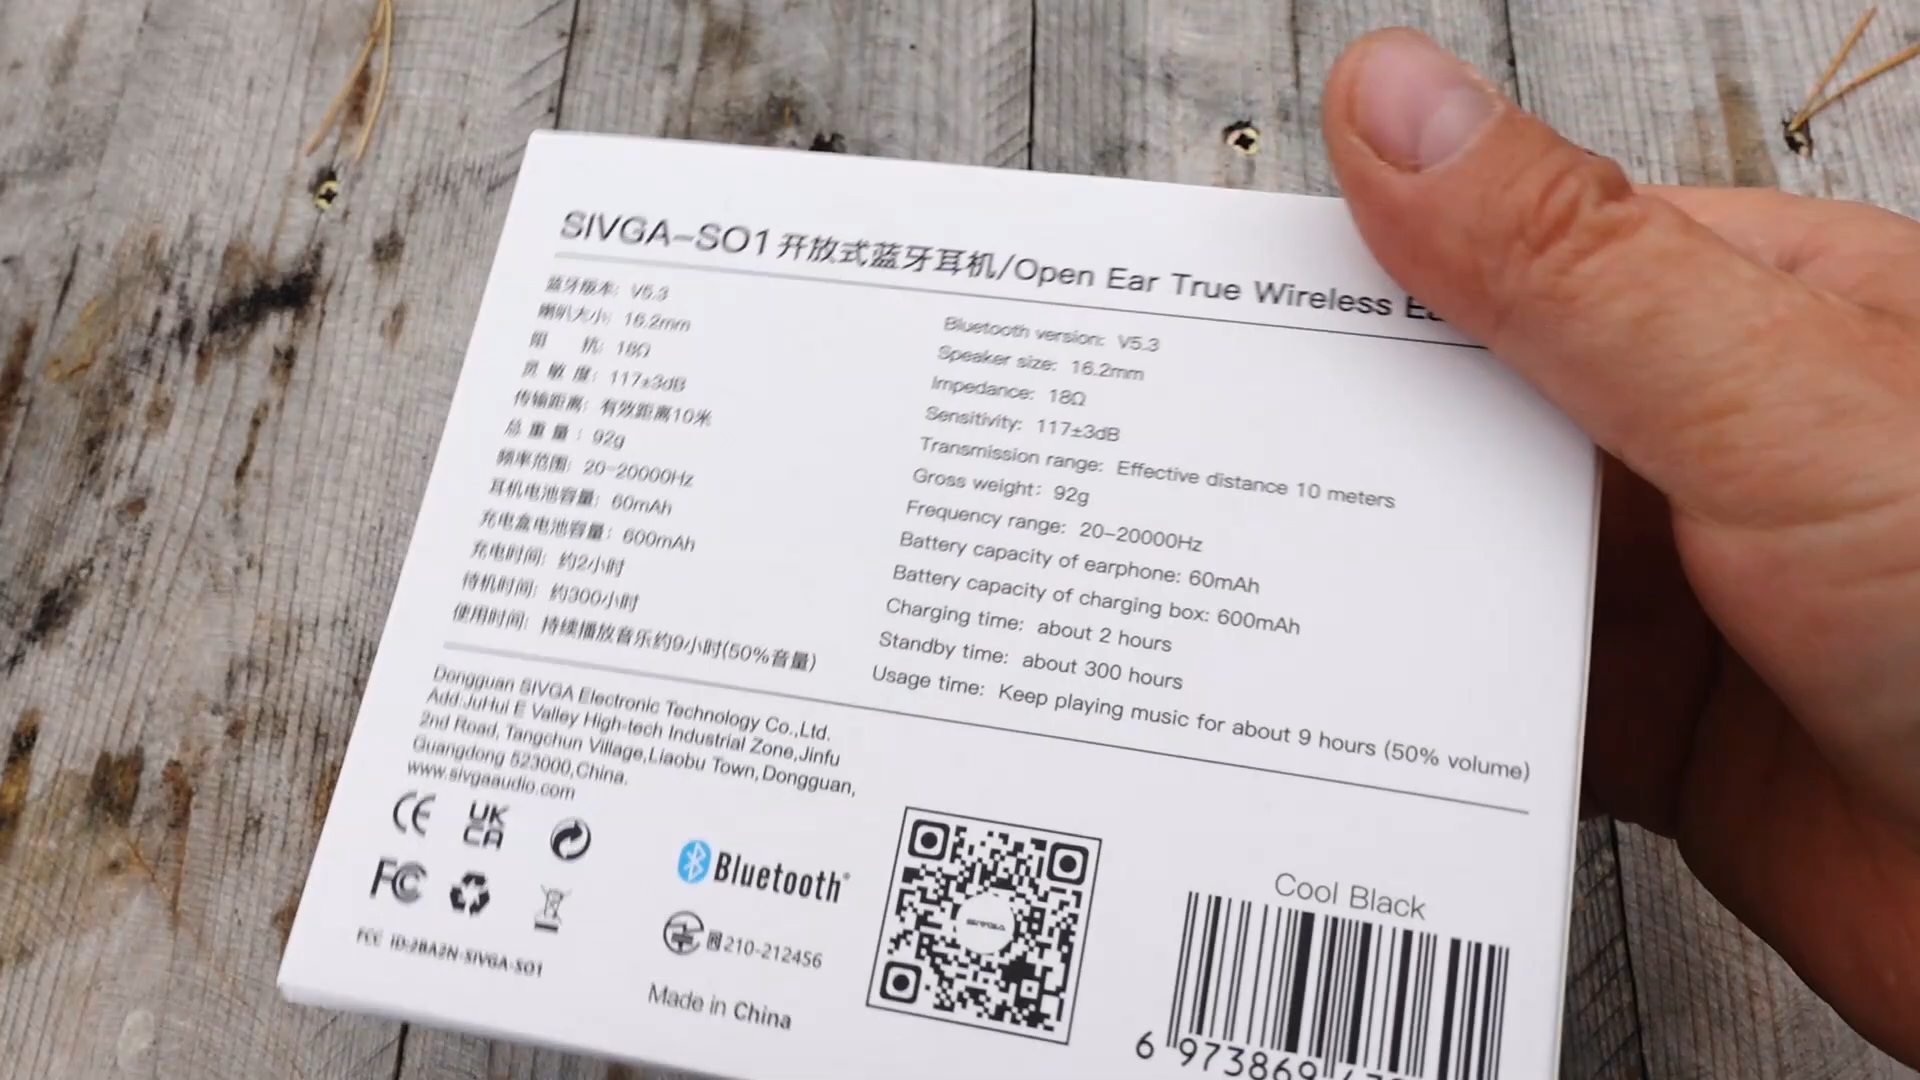 SIVGA-SO1开放式蓝牙耳机/Open Ear True Wireless
蓝牙版本: V5.3
喇叭大小: 16.2mm
阻 抗: 18Ω
灵 敏 度: 117±3dB
传输距离: 有效距离10米
总 重 量: 92g
频率范围: 20-20000Hz
耳机电池容量: 60mAh
充电盒电池容量: 600mAh
充电时间: 约2小时
待机时间: 约300小时
使用时间: 持续播放音乐约9小时(50%音量)
Bluetooth version: V5.3
Speaker size: 16.2mm
Impedance: 18Ω
Sensitivity: 117±3dB
Transmission range: Effective distance 10 meters
Gross weight: 92g
Frequency range: 20-20000Hz
Battery capacity of earphone: 60mAh
Battery capacity of charging box: 600mAh
Charging time: about 2 hours
Standby time: about 300 hours
Usage time: Keep playing music for about 9 hours (50% volume)
Dongguan SIVGA Electronic Technology Co.,Ltd.
Add:JuHui E Valley High-tech Industrial Zone,Jinfu
2nd Road, Tangchun Village,Liaobu Town,Dongguan,
Guangdong 523000,China.
www.sivgaaudio.com
CE
UK
CA
FC
FCC ID:2BA2N-SIVGA-SO1
Bluetooth®
210-212456
Made in China
SIVGA
Cool Black
6 973869